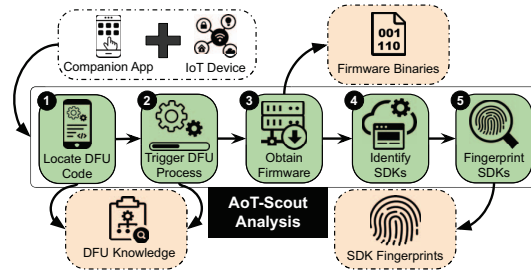 Companion App
IoT Device
001
110
Firmware Binaries
1
Locate DFU
Code
2
Trigger DFU
Process
3
Obtain
Firmware
4
Identify
SDKs
5
Fingerprint
SDKs
DFU Knowledge
AoT-Scout
Analysis
SDK Fingerprints